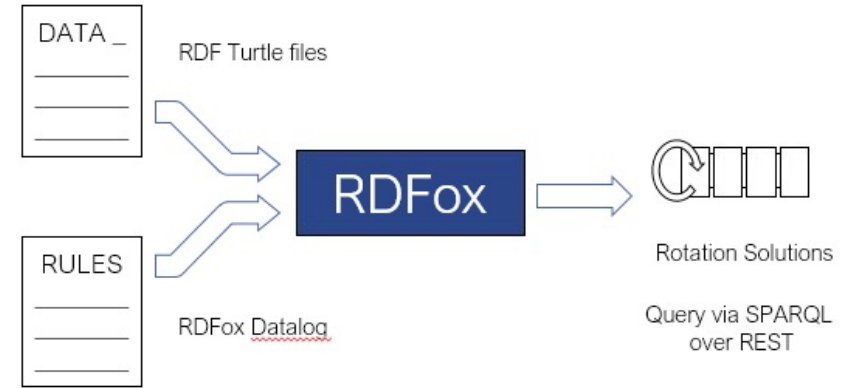 DATA _
RDF Turtle files
RDFox
RULES
RDFox Datalog
Rotation Solutions
Query via SPARQL
over REST